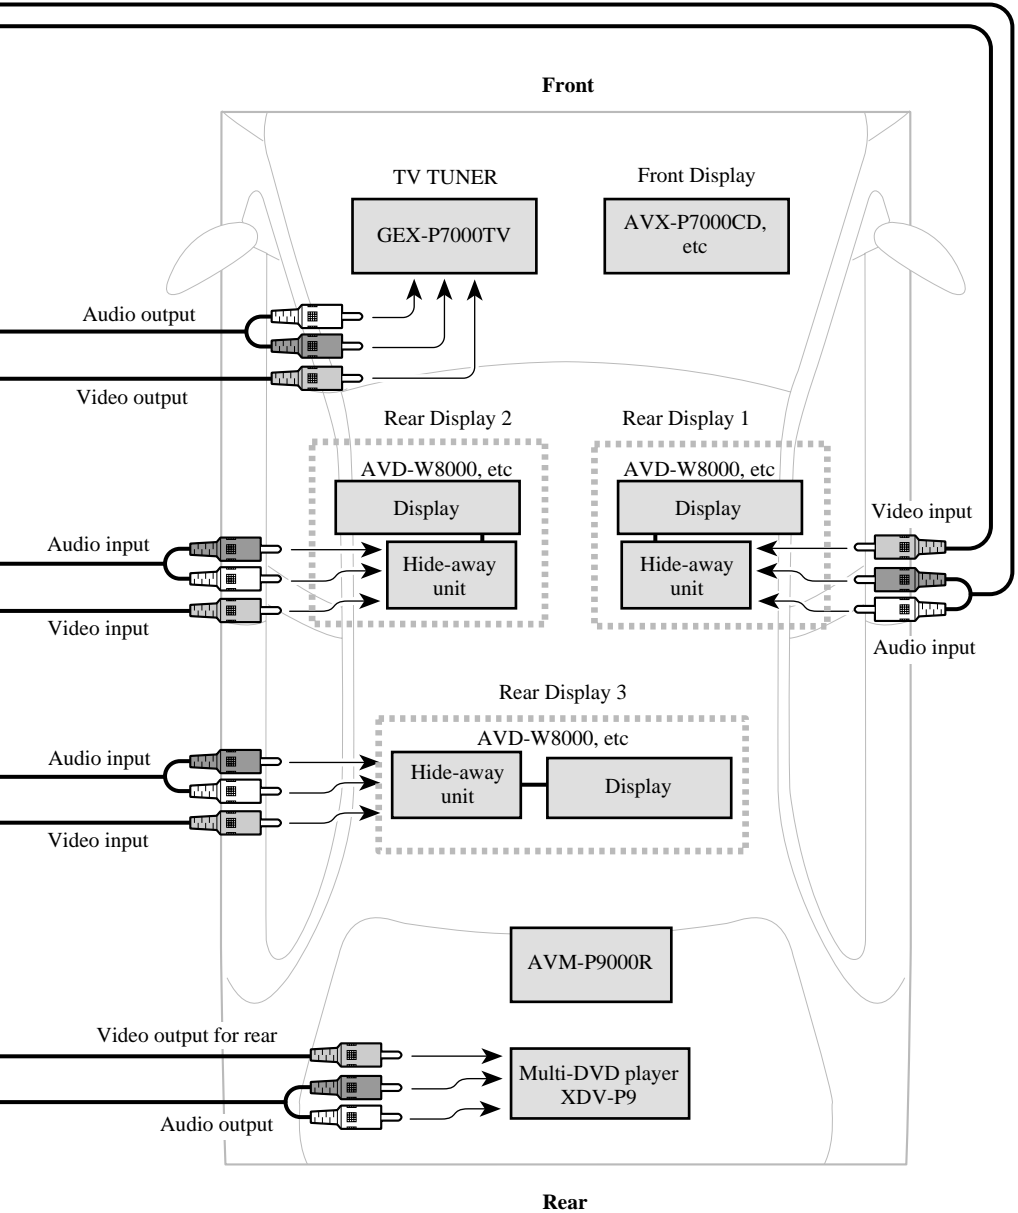 Front
TV TUNER
Front Display
GEX-P7000TV
AVX-P7000CD,
etc
Audio output
Video output
Rear Display 2
Rear Display 1
AVD-W8000, etc
AVD-W8000, etc
Display
Display
Video input
Audio input
Hide-away
unit
Hide-away
unit
Video input
Audio input
Rear Display 3
AVD-W8000, etc
Audio input
Hide-away
unit
Display
Video input
AVM-P9000R
Video output for rear
Multi-DVD player
XDV-P9
Audio output
Rear